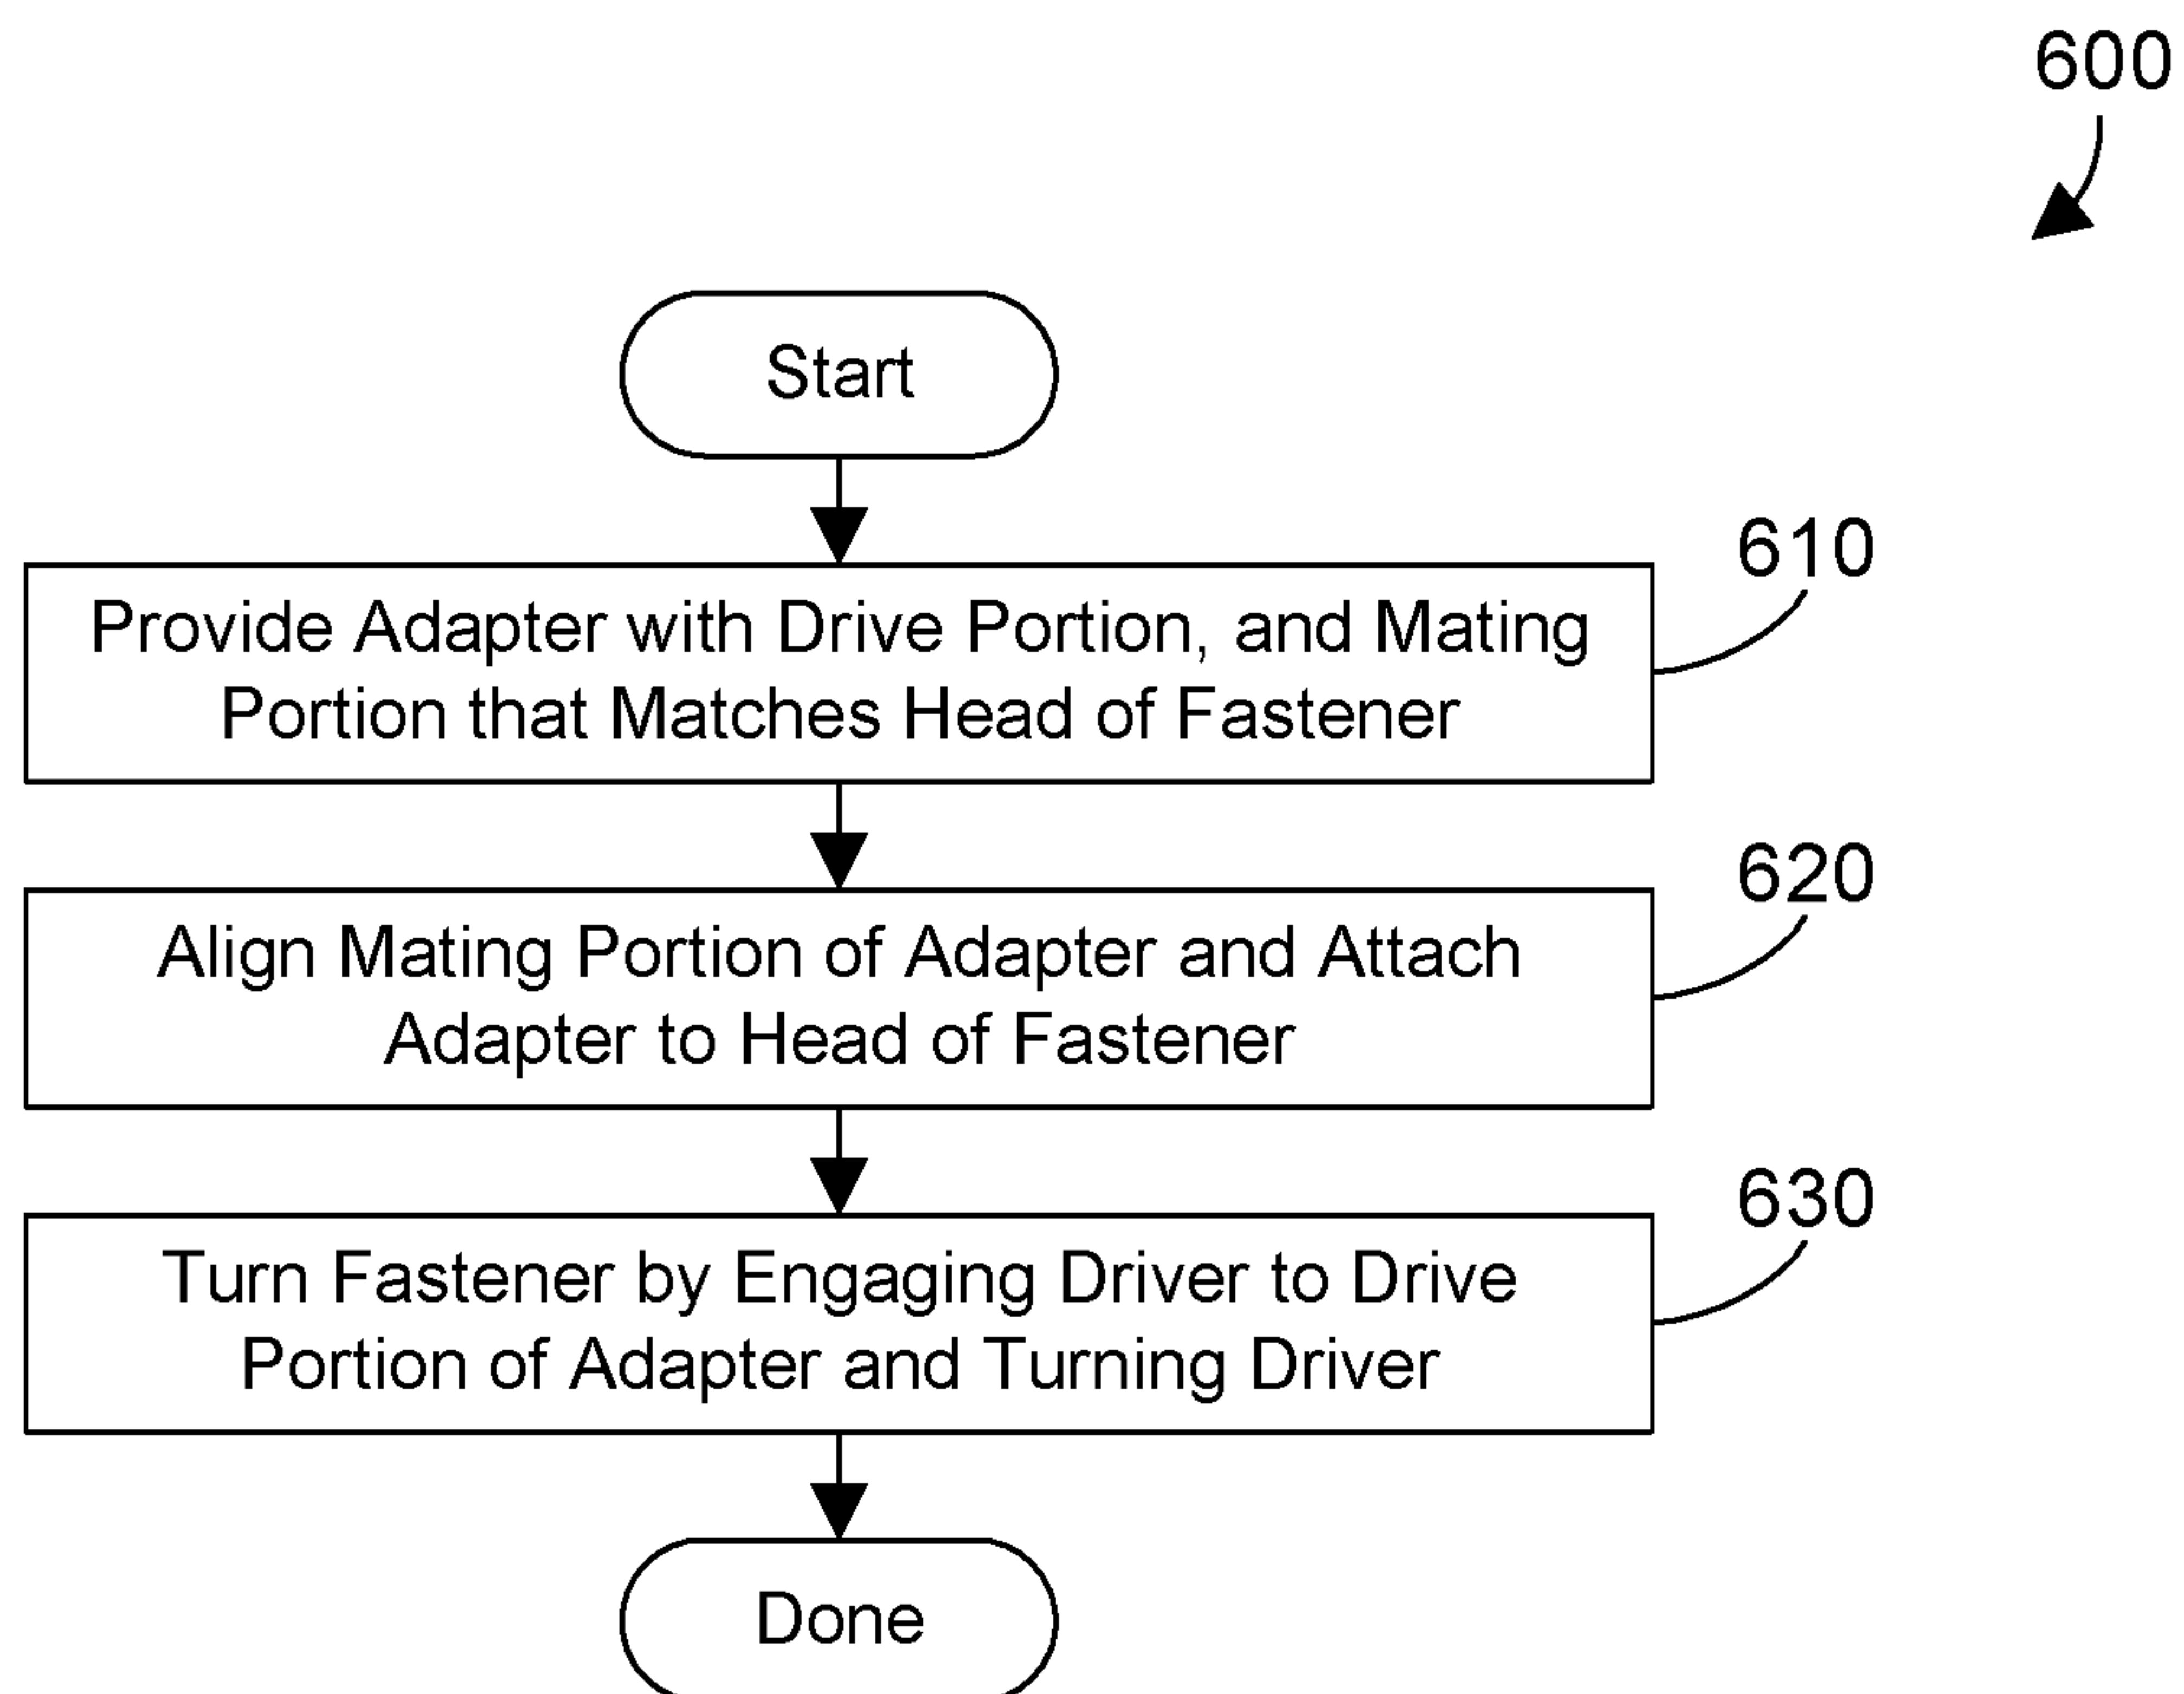 600
Start
610
Provide Adapter with Drive Portion, and Mating
Portion that Matches Head of Fastener
620
Align Mating Portion of Adapter and Attach
Adapter to Head of Fastener
630
Turn Fastener by Engaging Driver to Drive
Portion of Adapter and Turning Driver
Done